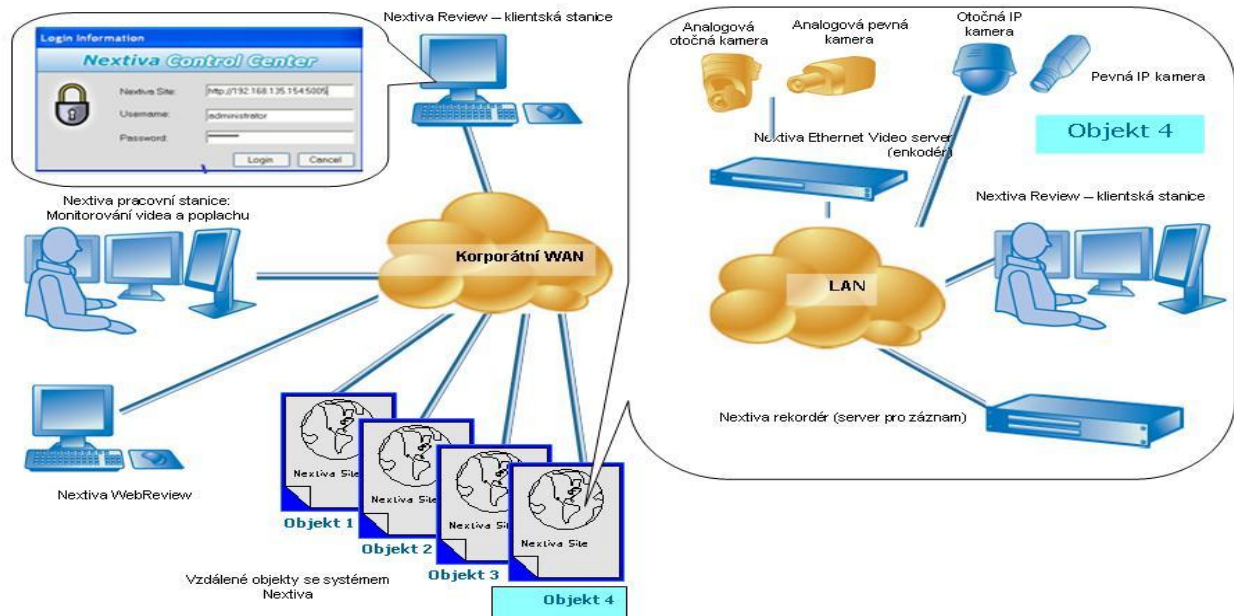 Nextiva Review – klientská stanice
Login Information
Nextiva Control Center
Nextiva Site:
http://192.168.135.154:5005
Username:
administrator
Password:
Login
Cancel
Nextiva pracovní stanice:
Monitorování videa a poplachu
Korporátní WAN
Nextiva WebReview
Nextiva Site
Objekt 1
Nextiva Site
Objekt 2
Nextiva Site
Objekt 3
Nextiva Site
Objekt 4
Vzdálené objekty se systémem
Nextiva
Analogová
otočná kamera
Analogová pevná
kamera
Otočná IP
kamera
Pevná IP kamera
Objekt 4
Nextiva Ethernet Video server
(enkodér)
Nextiva Review – klientská stanice
LAN
Nextiva rekordér (server pro záznam)